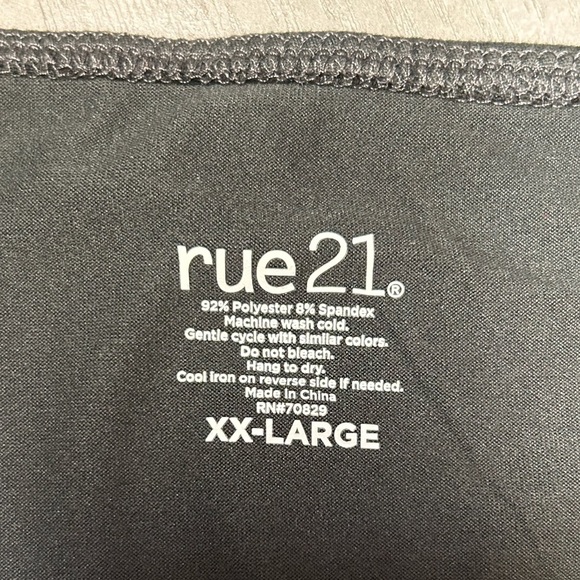 rue21®
92% Polyester 8% Spandex
Machine wash cold.
Gentle cycle with similar colors.
Do not bleach.
Hang to dry.
Cool iron on reverse side if needed.
Made in China
RN#70829
XX-LARGE